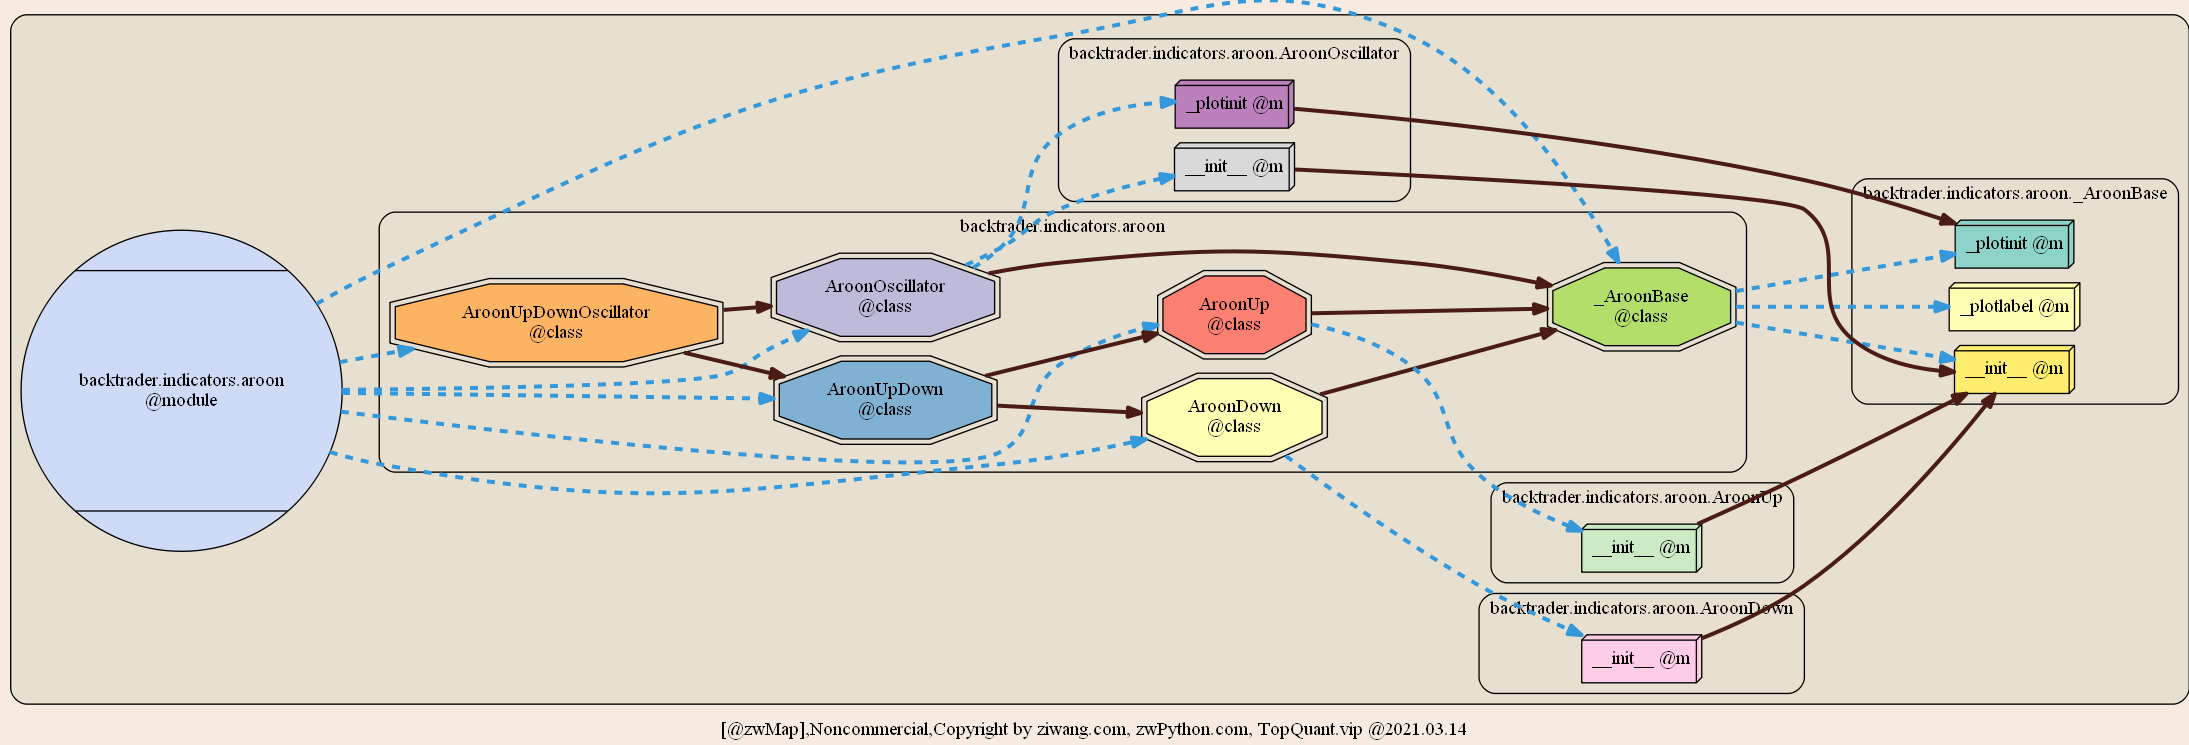 backtrader.indicators.aroon
@module
backtrader.indicators.aroon
AroonUpDownOscillator
@class
AroonOscillator
@class
AroonUpDown
@class
AroonUp
@class
AroonDown
@class
_AroonBase
@class
backtrader.indicators.aroon.AroonOscillator
_plotinit @m
__init__ @m
backtrader.indicators.aroon._AroonBase
_plotinit @m
_plotlabel @m
__init__ @m
backtrader.indicators.aroon.AroonUp
__init__ @m
backtrader.indicators.aroon.AroonDown
__init__ @m
[@zwMap],Noncommercial,Copyright by ziwang.com, zwPython.com, TopQuant.vip @2021.03.14